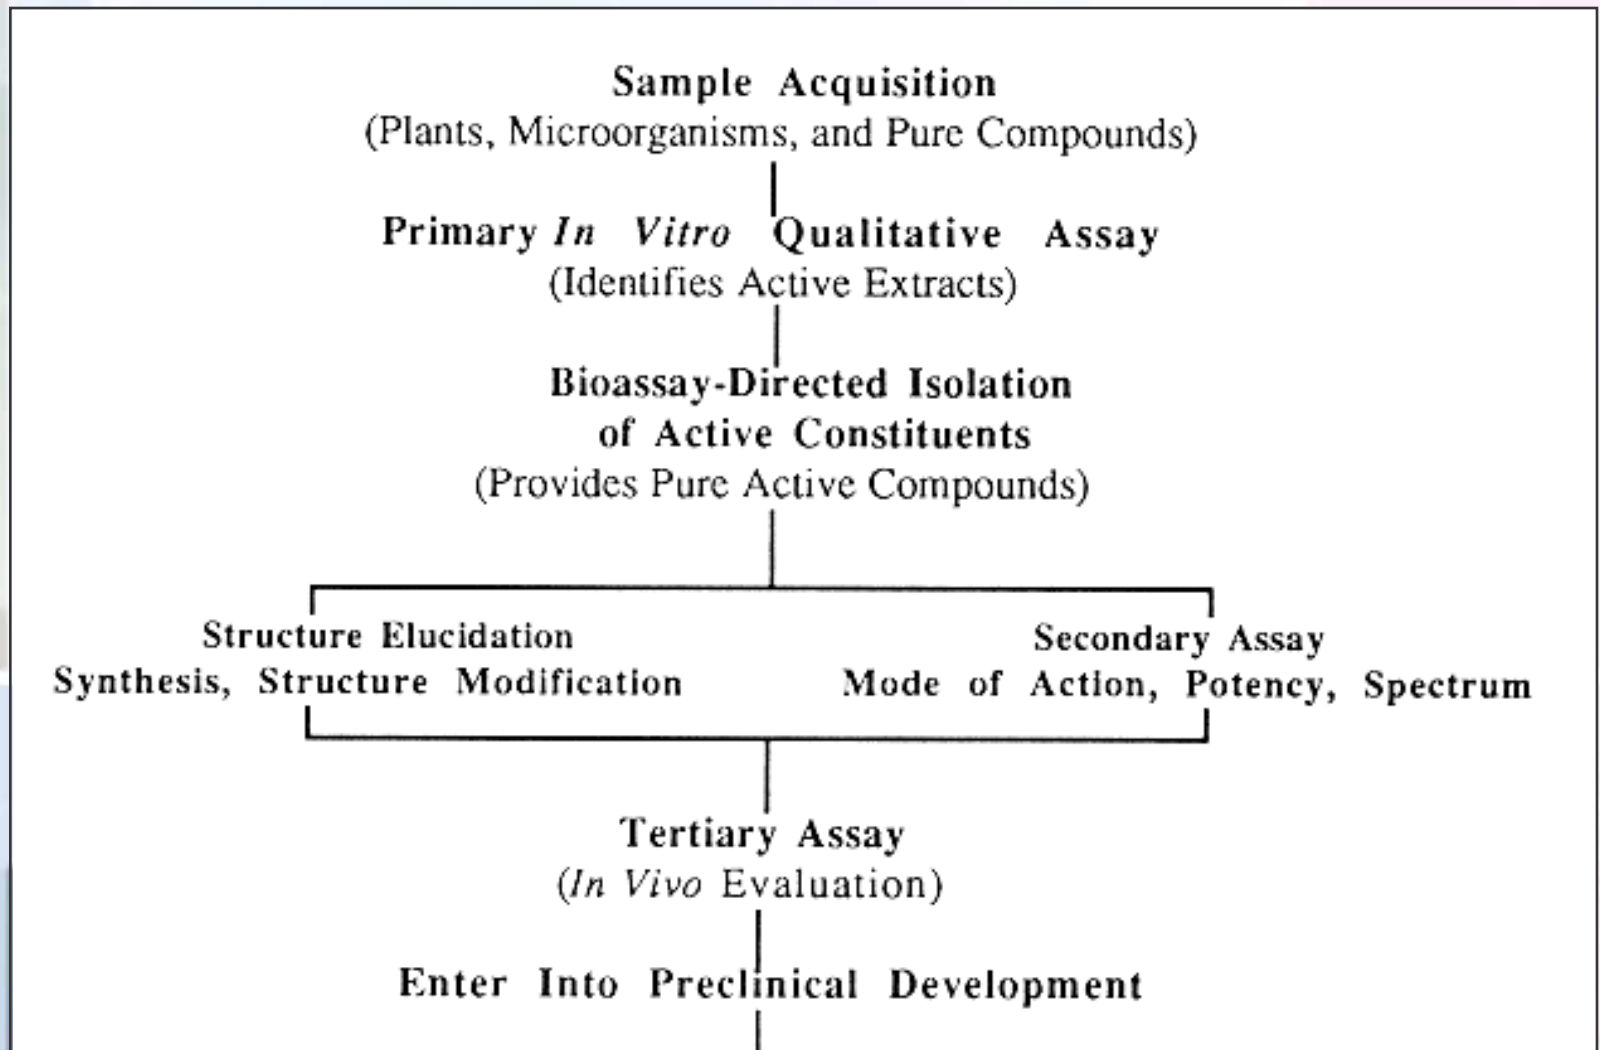 Sample Acquisition
(Plants, Microorganisms, and Pure Compounds)
Primary In Vitro Qualitative Assay
(Identifies Active Extracts)
Bioassay-Directed Isolation
of Active Constituents
(Provides Pure Active Compounds)
Structure Elucidation
Synthesis, Structure Modification
Secondary Assay
Mode of Action, Potency, Spectrum
Tertiary Assay
(In Vivo Evaluation)
Enter Into Preclinical Development